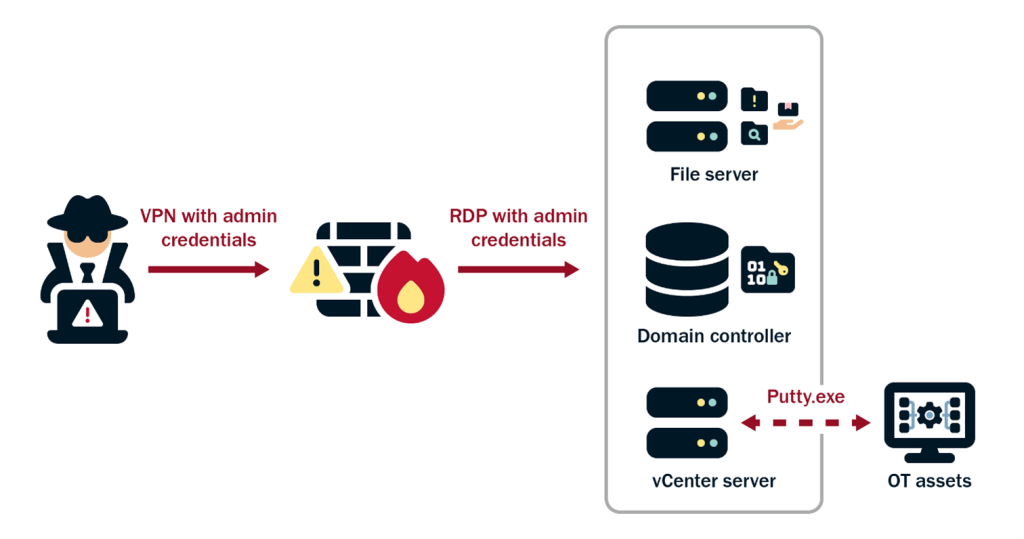 VPN with admin
credentials
RDP with admin
credentials
File server
01
10
Domain controller
Putty.exe
vCenter server
OT assets